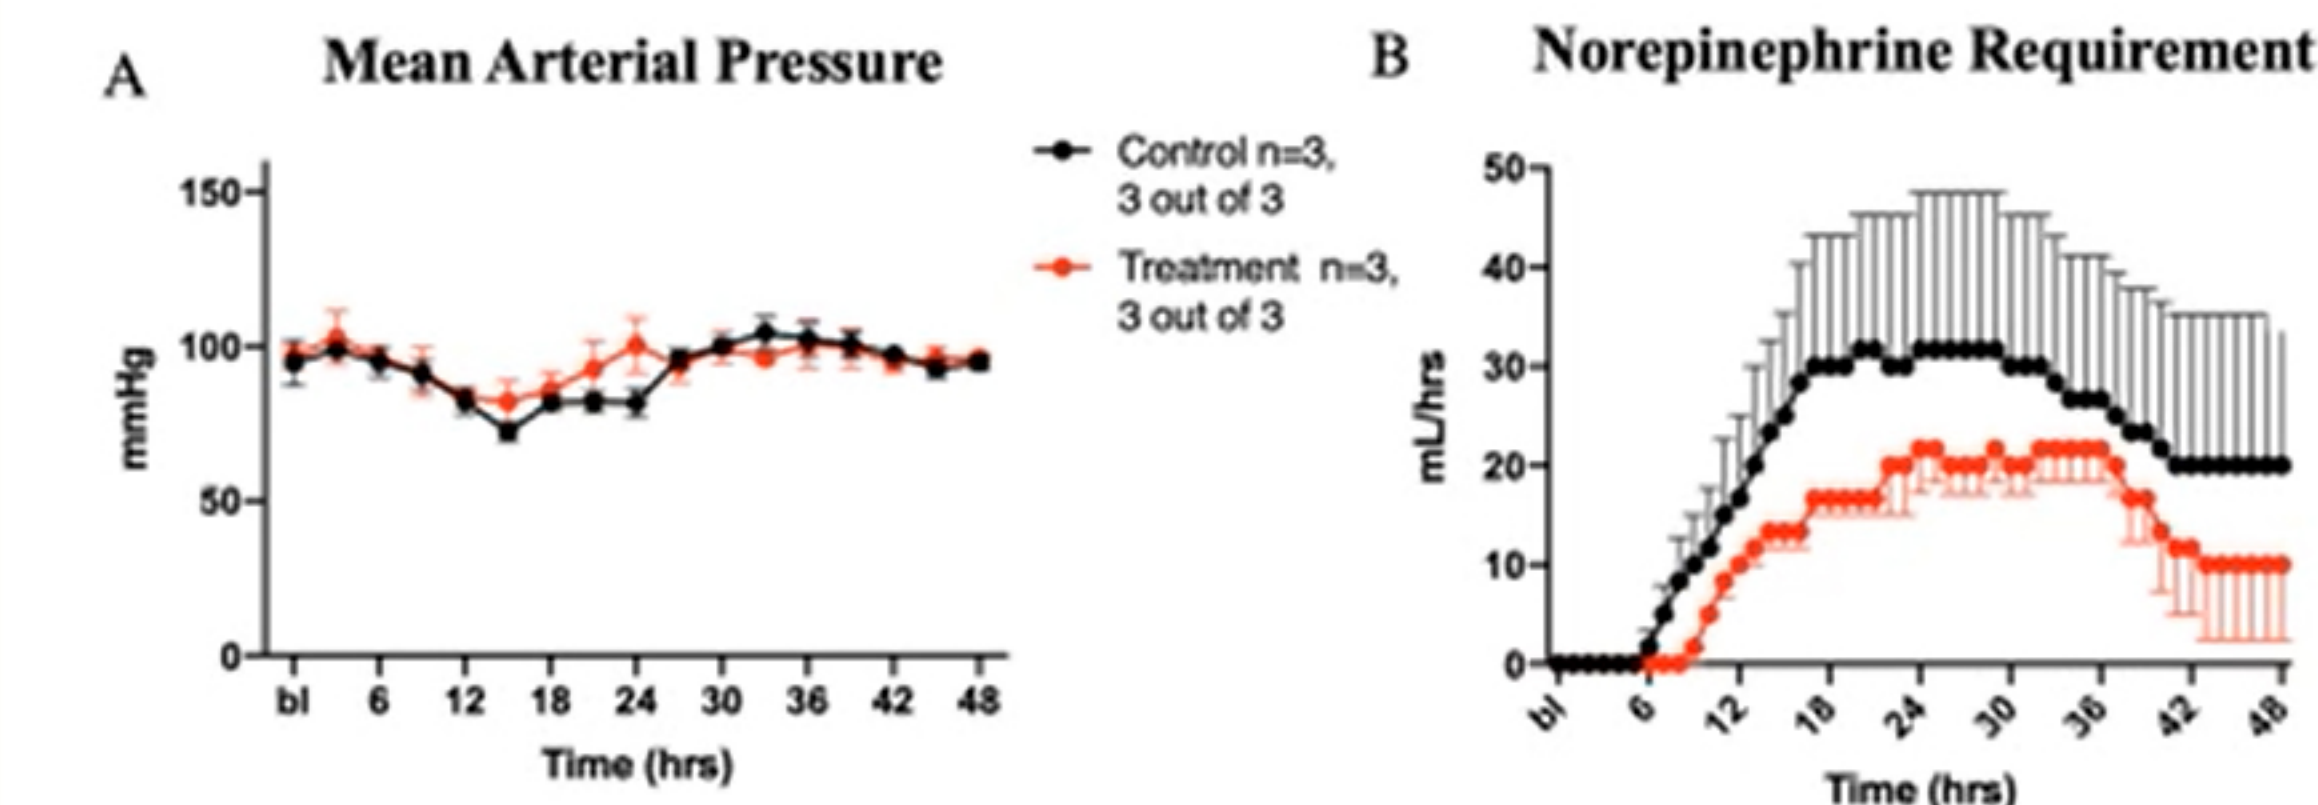 A
Mean Arterial Pressure
mmHg
150
100
50
0
bl 6 12 18 24 30 36 42 48
Time (hrs)
Control n=3,
3 out of 3
Treatment n=3,
3 out of 3
B
Norepinephrine Requirement
mL/hrs
50
40
30
20
10
0
bl 6 12 18 24 30 36 42 48
Time (hrs)